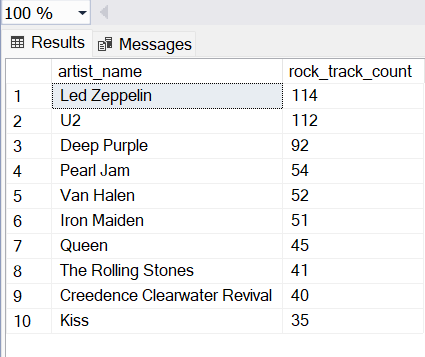 100 %
Results Messages
artist_name rock_track_count
1 Led Zeppelin 114
2 U2 112
3 Deep Purple 92
4 Pearl Jam 54
5 Van Halen 52
6 Iron Maiden 51
7 Queen 45
8 The Rolling Stones 41
9 Creedence Clearwater Revival 40
10 Kiss 35